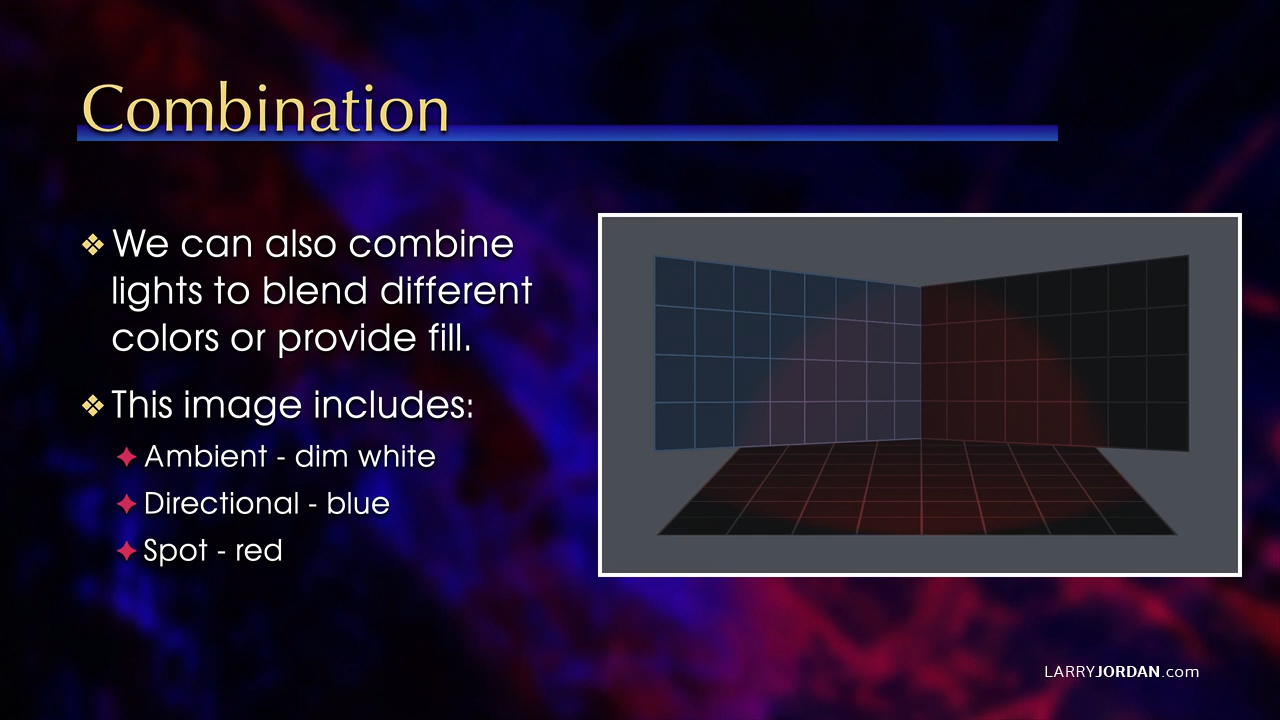 Combination
❖ We can also combine
lights to blend different
colors or provide fill.
❖ This image includes:
✦ Ambient - dim white
✦ Directional - blue
✦ Spot - red
LARRYJORDAN.com